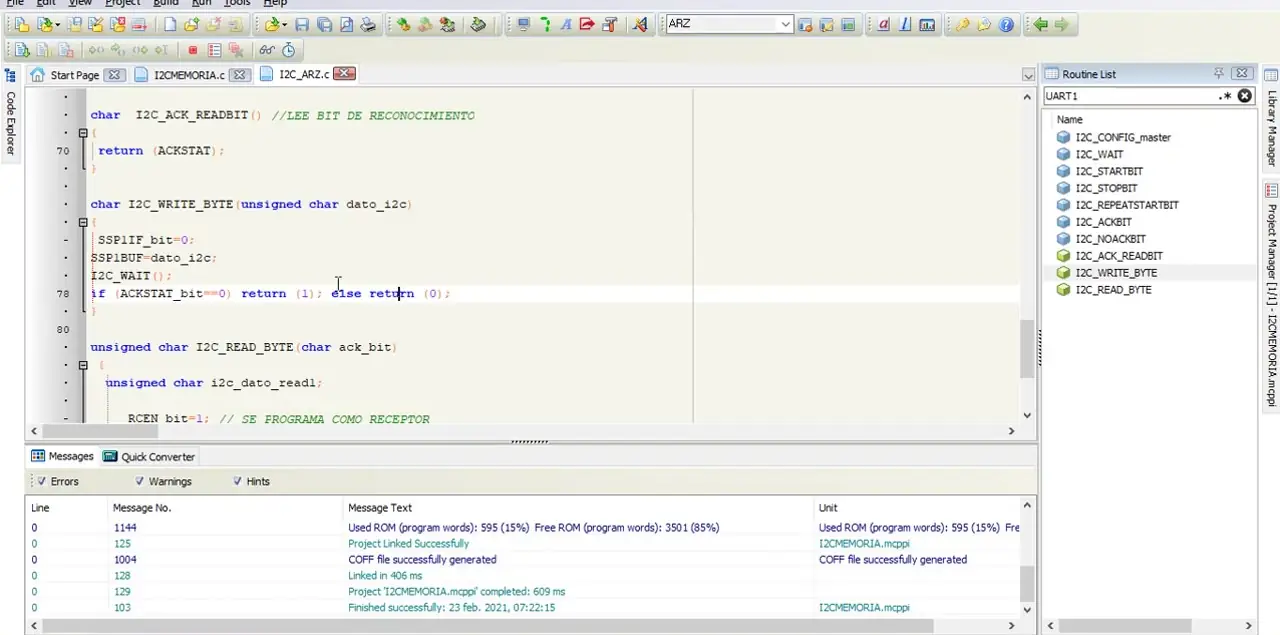 File Edit View Project Build Run Tools Help
ARZ
Start Page I2CMEMORIA.c I2C_ARZ.c
Code Explorer
char I2C_ACK_READBIT() //LEE BIT DE RECONOCIMIENTO
{
70 return (ACKSTAT);
}
char I2C_WRITE_BYTE(unsigned char dato_i2c)
{
SSP1IF_bit=0;
SSP1BUF=dato_i2c;
I2C_WAIT();
78 if (ACKSTAT_bit==0) return (1); else return (0);
}
80
unsigned char I2C_READ_BYTE(char ack_bit)
{
unsigned char i2c_dato_read1;
RCEN_bit=1; // SE PROGRAMA COMO RECEPTOR
Routine List
UART1 .*
Name
I2C_CONFIG_master
I2C_WAIT
I2C_STARTBIT
I2C_STOPBIT
I2C_REPEATSTARTBIT
I2C_ACKBIT
I2C_NOACKBIT
I2C_ACK_READBIT
I2C_WRITE_BYTE
I2C_READ_BYTE
Library Manager
Project Manager [1/1] - I2CMEMORIA.mcppi
Messages Quick Converter
Errors Warnings Hints
Line Message No. Message Text Unit
0 1144 Used ROM (program words): 595 (15%) Free ROM (program words): 3501 (85%) Used ROM (program words): 595 (15%) Fre
0 125 Project Linked Successfully I2CMEMORIA.mcppi
0 1004 COFF file successfully generated COFF file successfully generated
0 128 Linked in 406 ms
0 129 Project 'I2CMEMORIA.mcppi' completed: 609 ms
0 103 Finished successfully: 23 feb. 2021, 07:22:15 I2CMEMORIA.mcppi